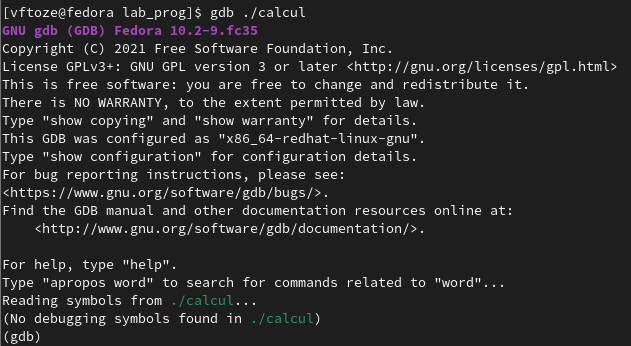 [vftoze@fedora lab_prog]$ gdb ./calcul
GNU gdb (GDB) Fedora 10.2-9.fc35
Copyright (C) 2021 Free Software Foundation, Inc.
License GPLv3+: GNU GPL version 3 or later <http://gnu.org/licenses/gpl.html>
This is free software: you are free to change and redistribute it.
There is NO WARRANTY, to the extent permitted by law.
Type "show copying" and "show warranty" for details.
This GDB was configured as "x86_64-redhat-linux-gnu".
Type "show configuration" for configuration details.
For bug reporting instructions, please see:
<https://www.gnu.org/software/gdb/bugs/>.
Find the GDB manual and other documentation resources online at:
    <http://www.gnu.org/software/gdb/documentation/>.

For help, type "help".
Type "apropos word" to search for commands related to "word"...
Reading symbols from ./calcul...
(No debugging symbols found in ./calcul)
(gdb)